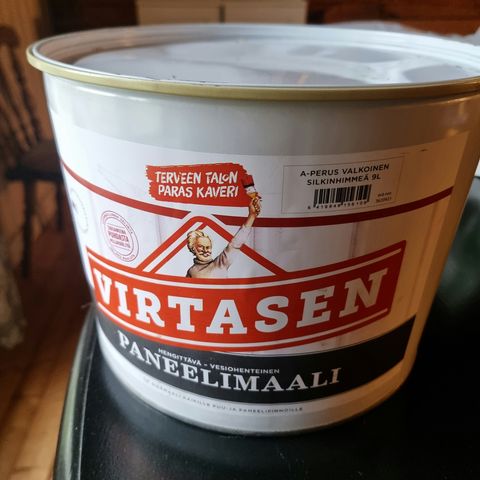 TERVEEN TALON
PARAS KAVERI
A-PERUS VALKOINEN
SILKINHIMMEÄ 9L
VIRTASEN
HENGITTÄVÄ - VESIOHENTEINEN
PANEELIMAALI